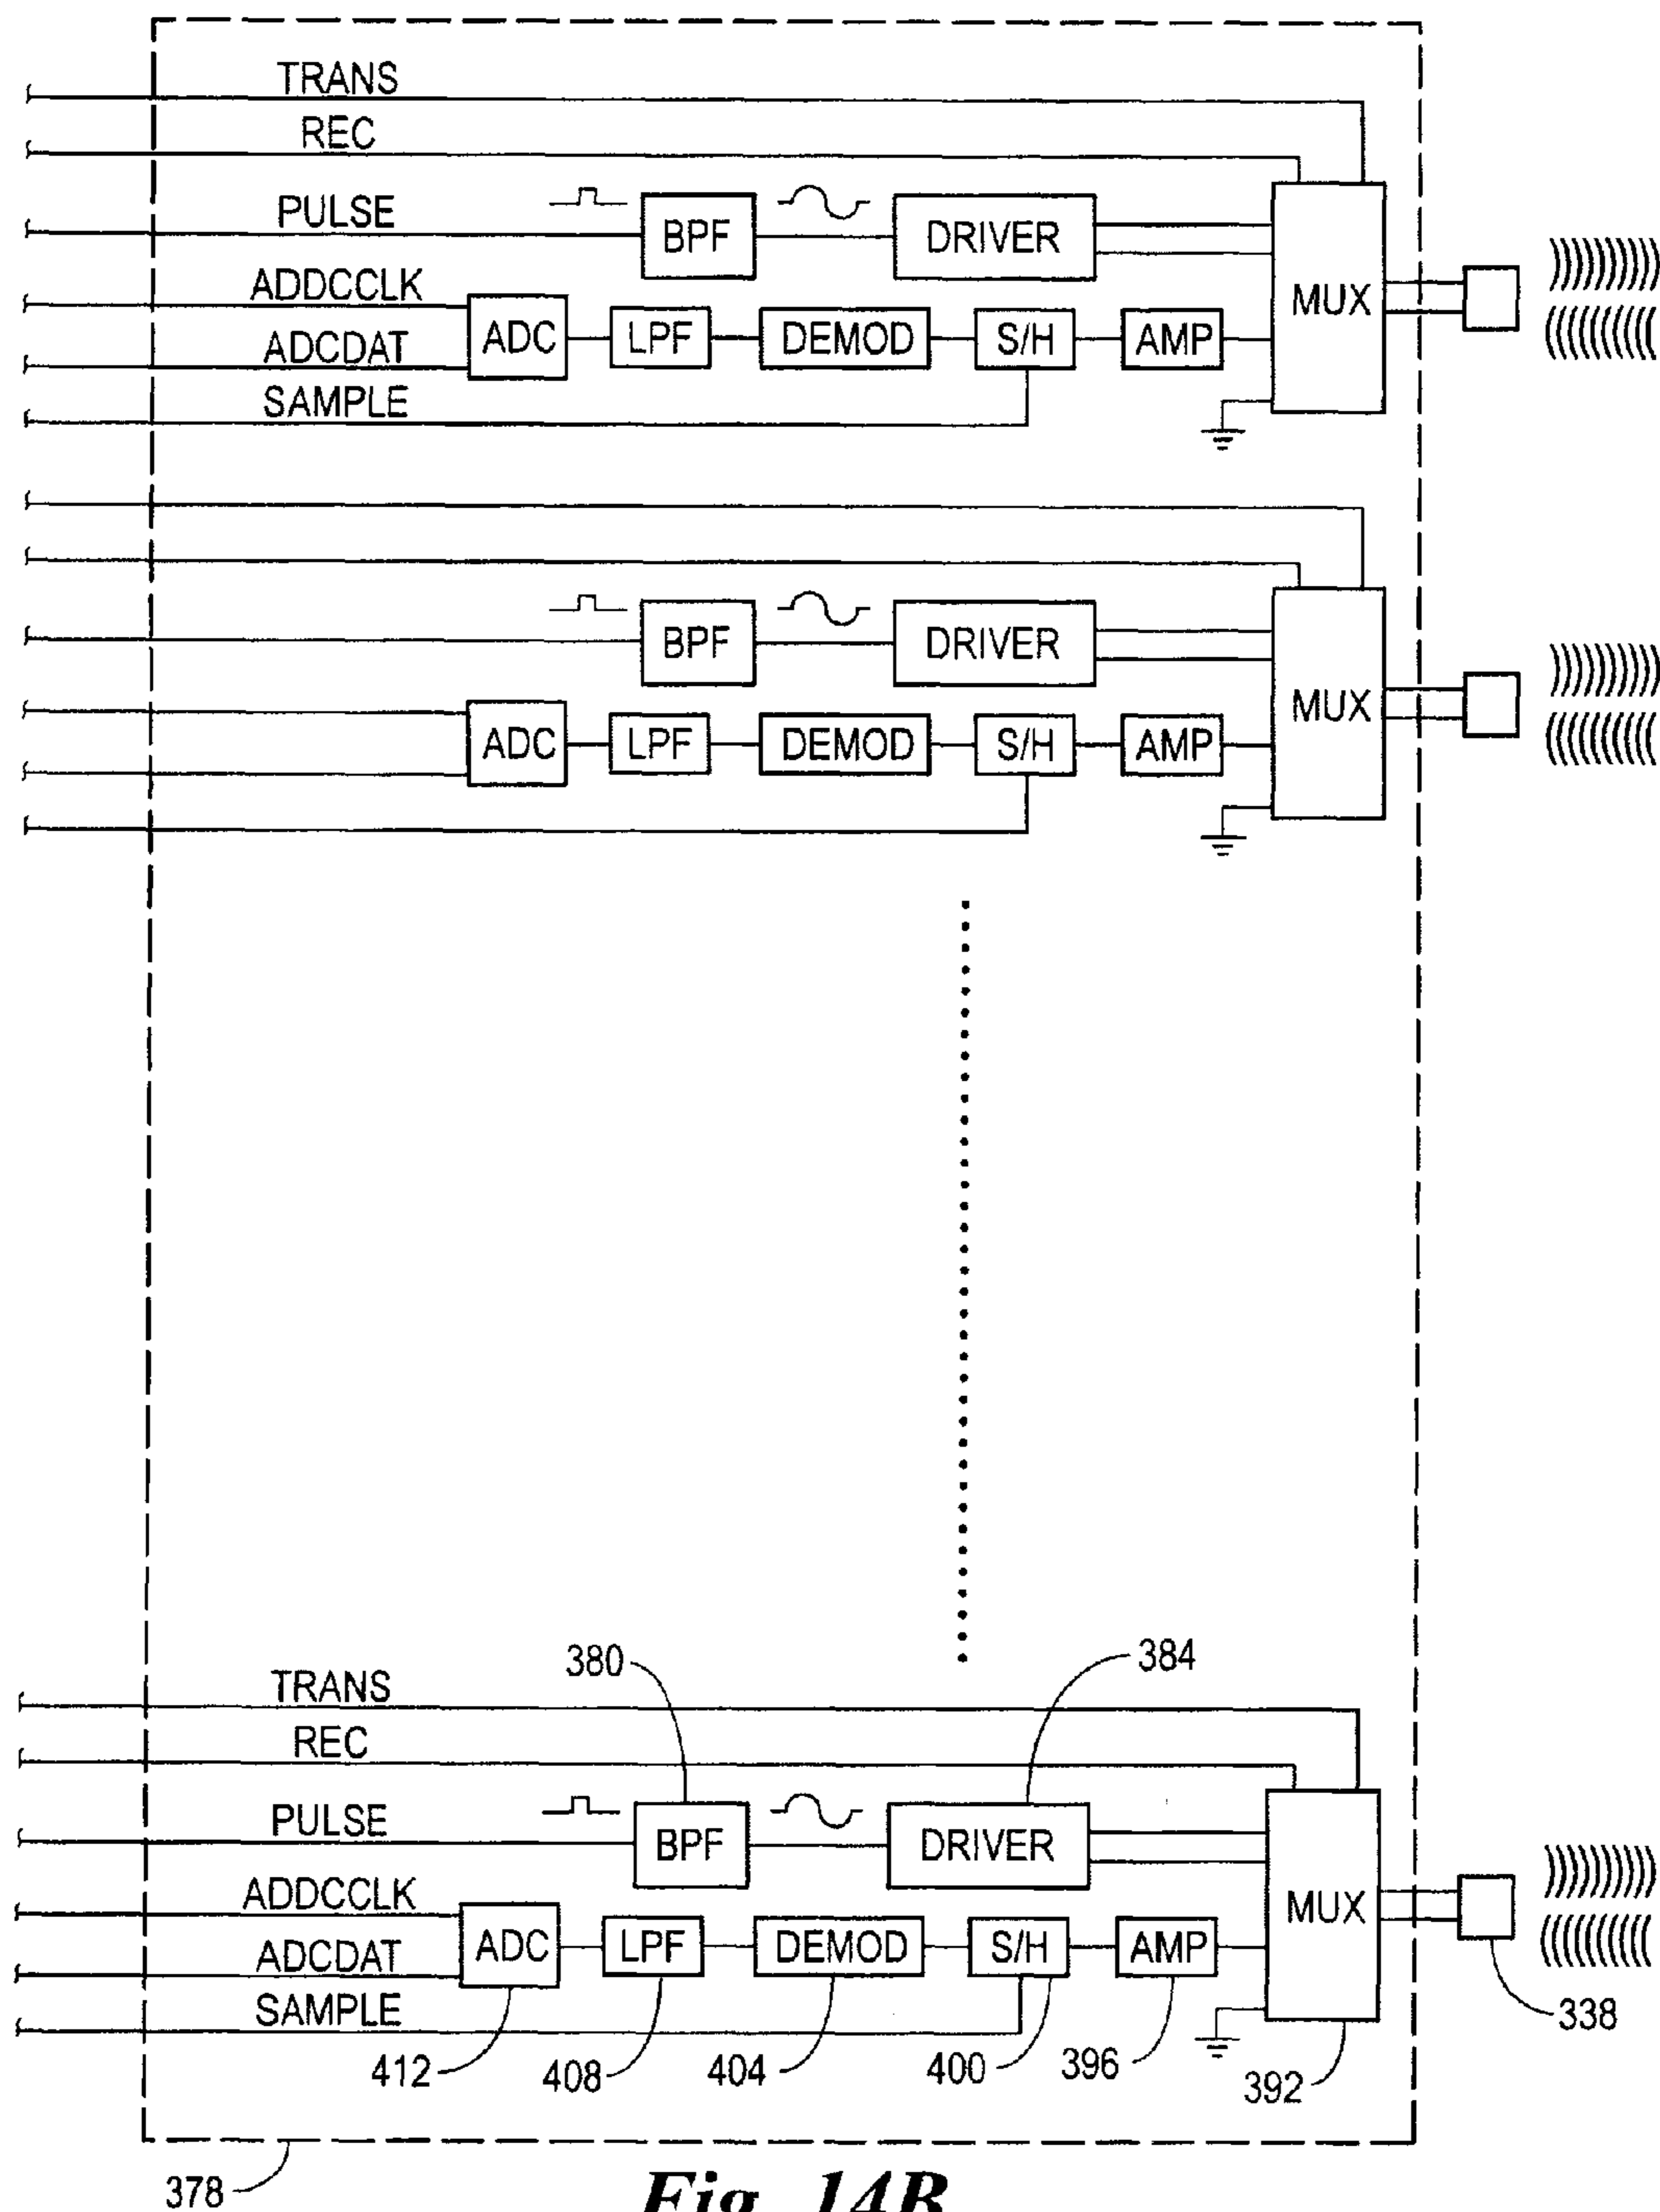 TRANS
REC
PULSE
BPF
DRIVER
ADDCCLK
ADC
LPF
DEMOD
S/H
AMP
MUX
ADCDAT
SAMPLE
BPF
DRIVER
MUX
ADC
LPF
DEMOD
S/H
AMP
380
384
TRANS
REC
PULSE
BPF
DRIVER
ADDCCLK
MUX
ADC
LPF
DEMOD
S/H
AMP
ADCDAT
SAMPLE
338
412
408
404
400
396
392
378
Fig. 14B